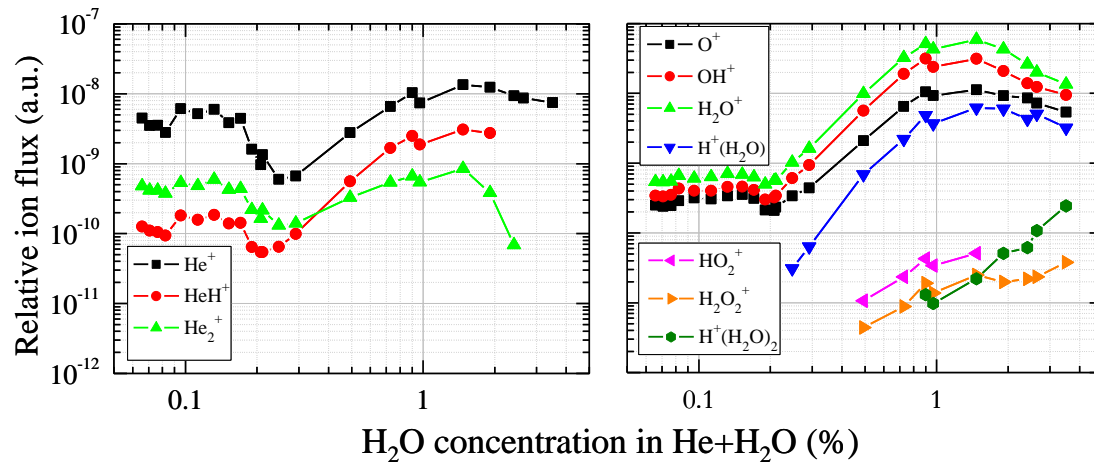 Relative ion flux (a.u.)
10⁻⁷
10⁻⁸
10⁻⁹
10⁻¹⁰
10⁻¹¹
10⁻¹²
He⁺
HeH⁺
He₂⁺
0.1
1
O⁺
OH⁺
H₂O⁺
H⁺(H₂O)
HO₂⁺
H₂O₂⁺
H⁺(H₂O)₂
0.1
1
H₂O concentration in He+H₂O (%)